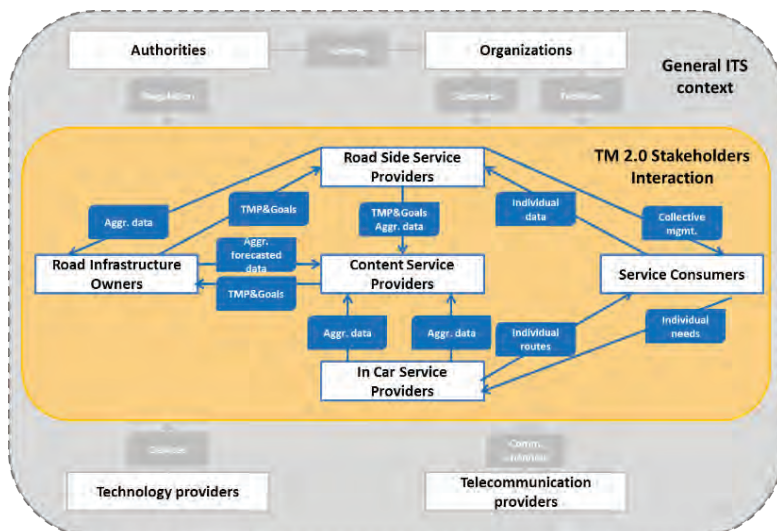 Authorities
Organizations
General ITS
context
TM 2.0 Stakeholders
Interaction
Road Side Service
Providers
Aggr. data
TMP&Goals
TMP&Goals
Aggr. data
Individual
data
Collective
mgmt.
Road Infrastructure
Owners
Aggr.
forecasted
data
TMP&Goals
Content Service
Providers
Service Consumers
Aggr. data
Aggr. data
Individual
routes
Individual
needs
In Car Service
Providers
Technology providers
Telecommunication
providers